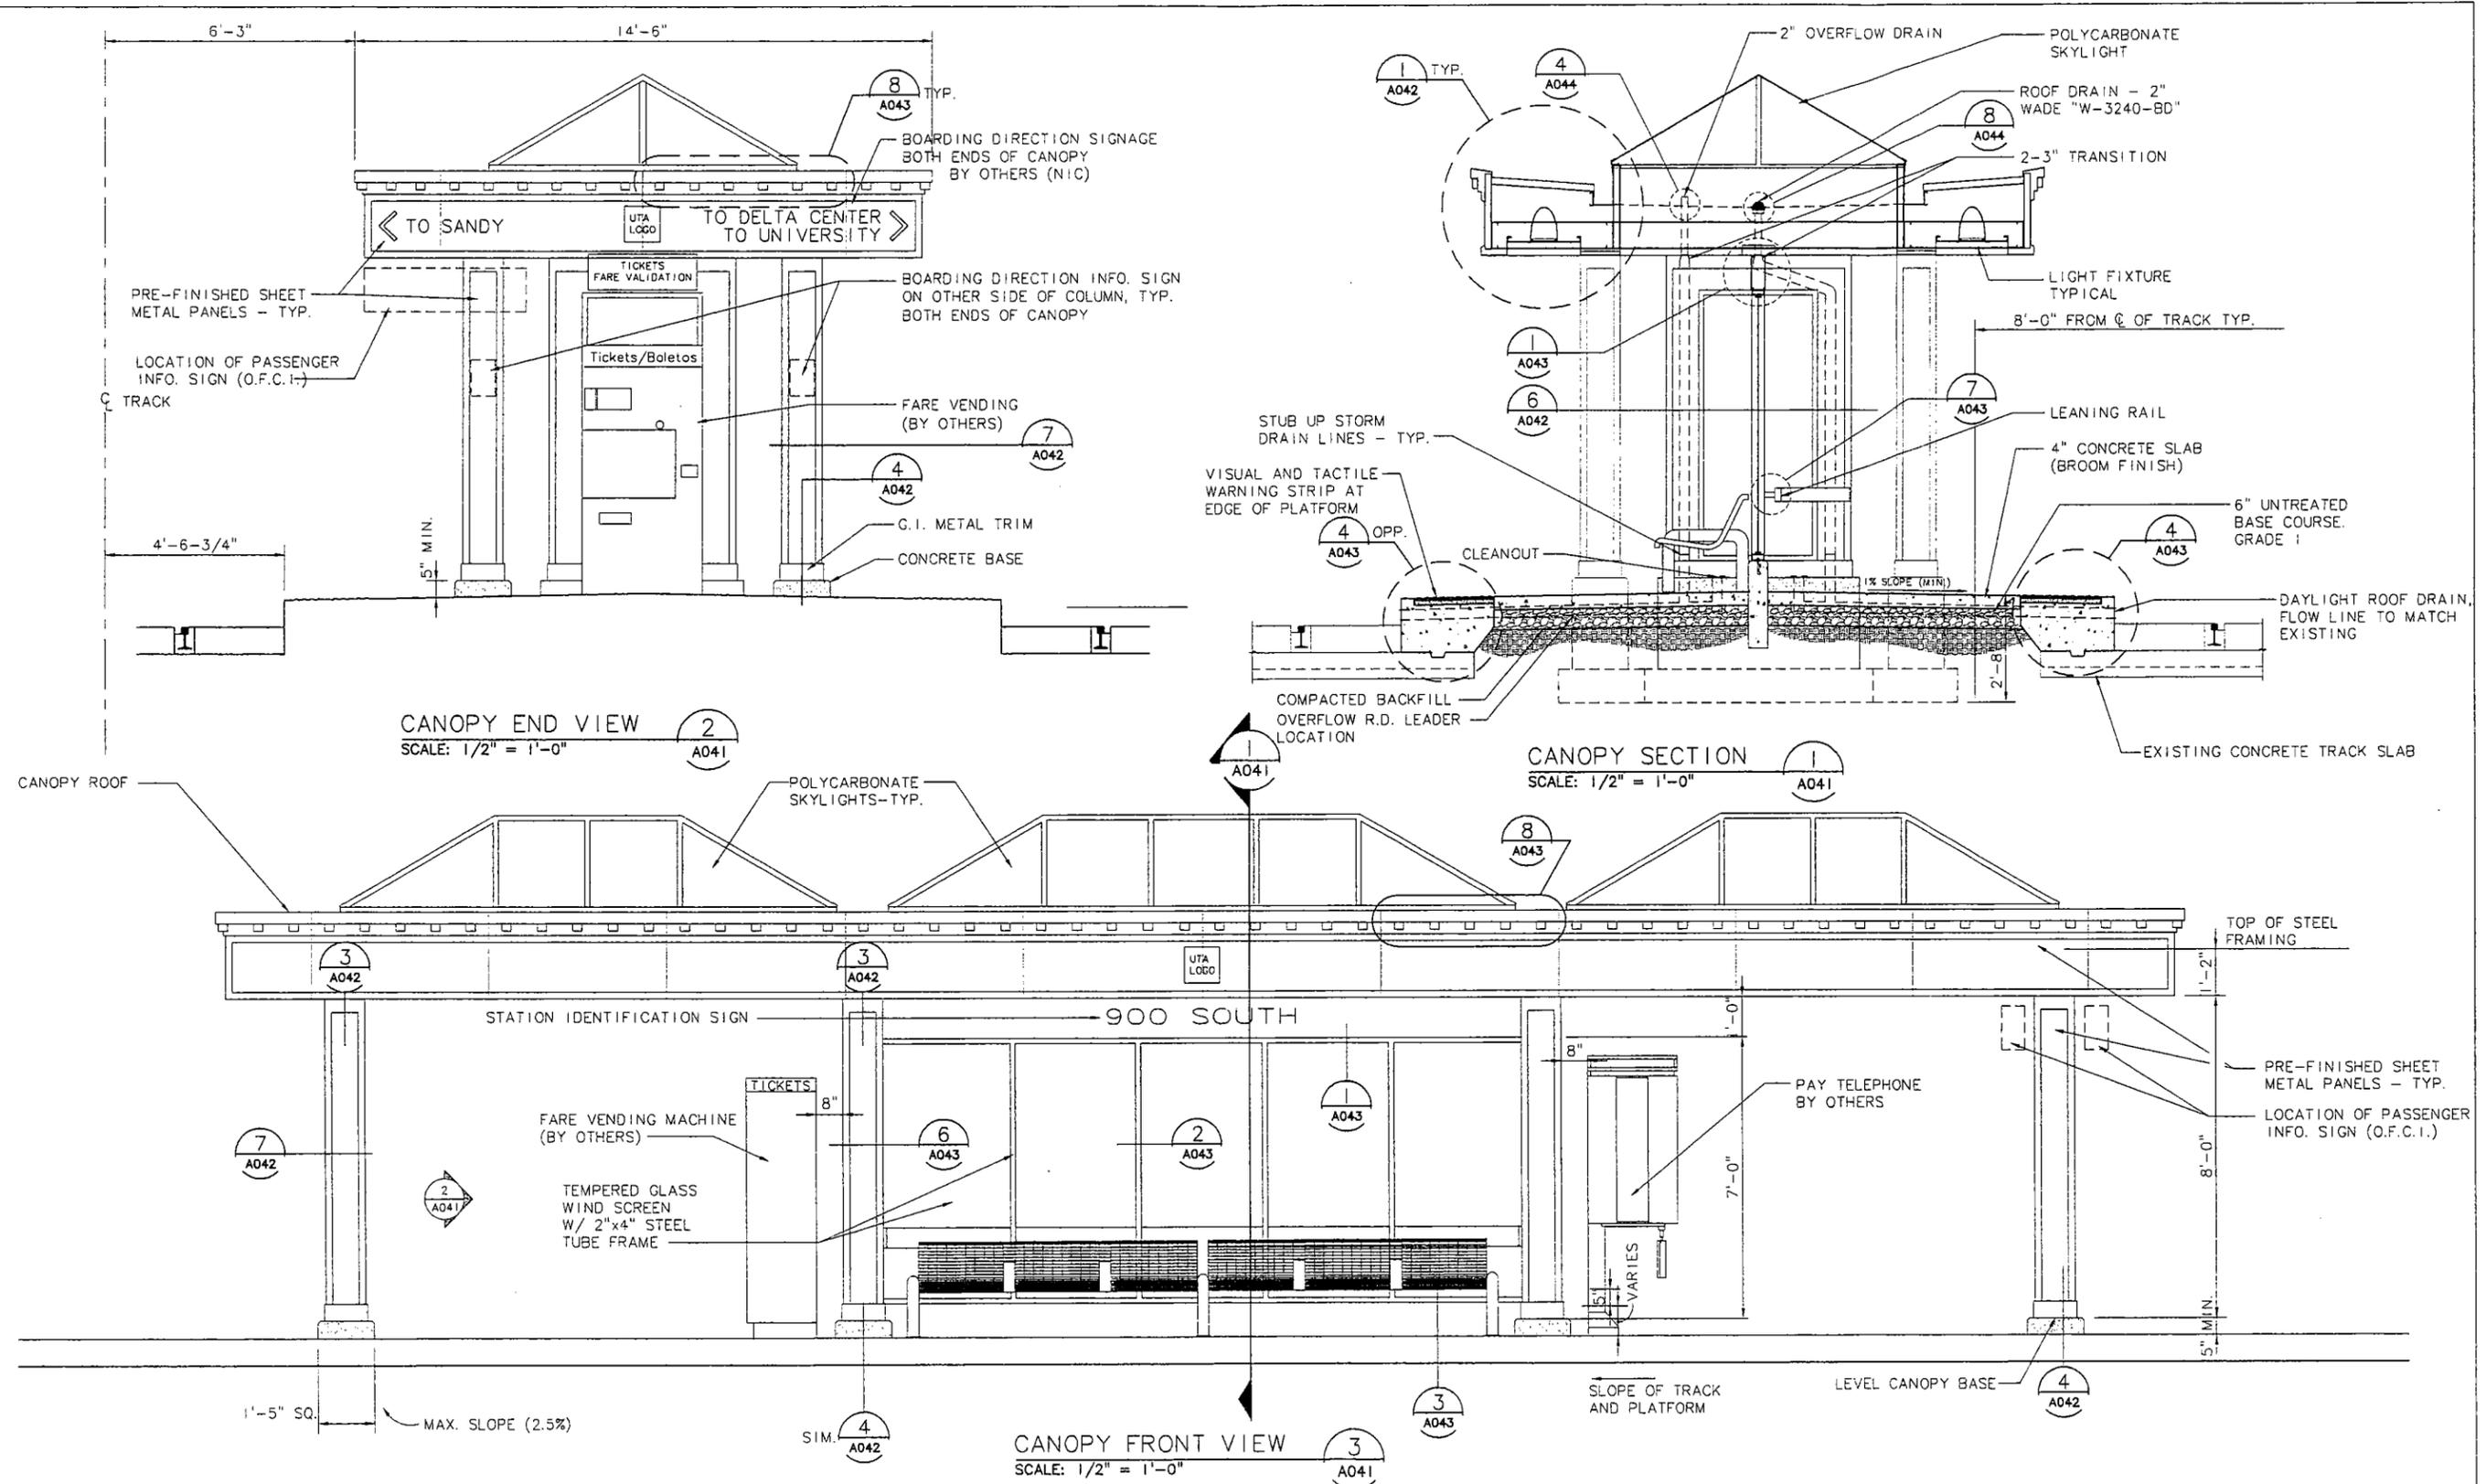 6'-3"
14'-6"
8
A043
TYP.
BOARDING DIRECTION SIGNAGE
BOTH ENDS OF CANOPY
BY OTHERS (NIC)
TO SANDY
UTA
LOGO
TO DELTA CENTER
TO UNIVERSITY
TICKETS
FARE VALIDATION
BOARDING DIRECTION INFO. SIGN
ON OTHER SIDE OF COLUMN, TYP.
BOTH ENDS OF CANOPY
PRE-FINISHED SHEET
METAL PANELS - TYP.
LOCATION OF PASSENGER
INFO. SIGN (O.F.C.I.)
℄ TRACK
Tickets/Boletos
FARE VENDING
(BY OTHERS)
7
A042
4
A042
G.I. METAL TRIM
CONCRETE BASE
4'-6-3/4"
5" MIN.
CANOPY END VIEW
SCALE: 1/2" = 1'-0"
2
A041
1
A042
TYP.
4
A044
2" OVERFLOW DRAIN
POLYCARBONATE
SKYLIGHT
ROOF DRAIN - 2"
WADE "W-3240-BD"
8
A044
2-3" TRANSITION
LIGHT FIXTURE
TYPICAL
8'-0" FROM ℄ OF TRACK TYP.
1
A043
6
A042
7
A043
LEANING RAIL
STUB UP STORM
DRAIN LINES - TYP.
4" CONCRETE SLAB
(BROOM FINISH)
VISUAL AND TACTILE
WARNING STRIP AT
EDGE OF PLATFORM
6" UNTREATED
BASE COURSE.
GRADE 1
4
A043
OPP.
CLEANOUT
1% SLOPE (MIN)
4
A043
DAYLIGHT ROOF DRAIN,
FLOW LINE TO MATCH
EXISTING
2'-8"
COMPACTED BACKFILL
OVERFLOW R.D. LEADER
LOCATION
EXISTING CONCRETE TRACK SLAB
CANOPY SECTION
SCALE: 1/2" = 1'-0"
1
A041
1
A041
CANOPY ROOF
POLYCARBONATE
SKYLIGHTS-TYP.
8
A043
TOP OF STEEL
FRAMING
3
A042
3
A042
UTA
LOGO
1'-2"
STATION IDENTIFICATION SIGN
900 SOUTH
1'-0"
8"
TICKETS
8"
FARE VENDING MACHINE
(BY OTHERS)
1
A043
PAY TELEPHONE
BY OTHERS
PRE-FINISHED SHEET
METAL PANELS - TYP.
LOCATION OF PASSENGER
INFO. SIGN (O.F.C.I.)
7
A042
6
A043
2
A043
2
A041
TEMPERED GLASS
WIND SCREEN
W/ 2"x4" STEEL
TUBE FRAME
7'-0"
8'-0"
15"
VARIES
5" MIN.
1'-5" SQ.
MAX. SLOPE (2.5%)
SIM.
4
A042
3
A043
SLOPE OF TRACK
AND PLATFORM
LEVEL CANOPY BASE
4
A042
CANOPY FRONT VIEW
SCALE: 1/2" = 1'-0"
3
A041